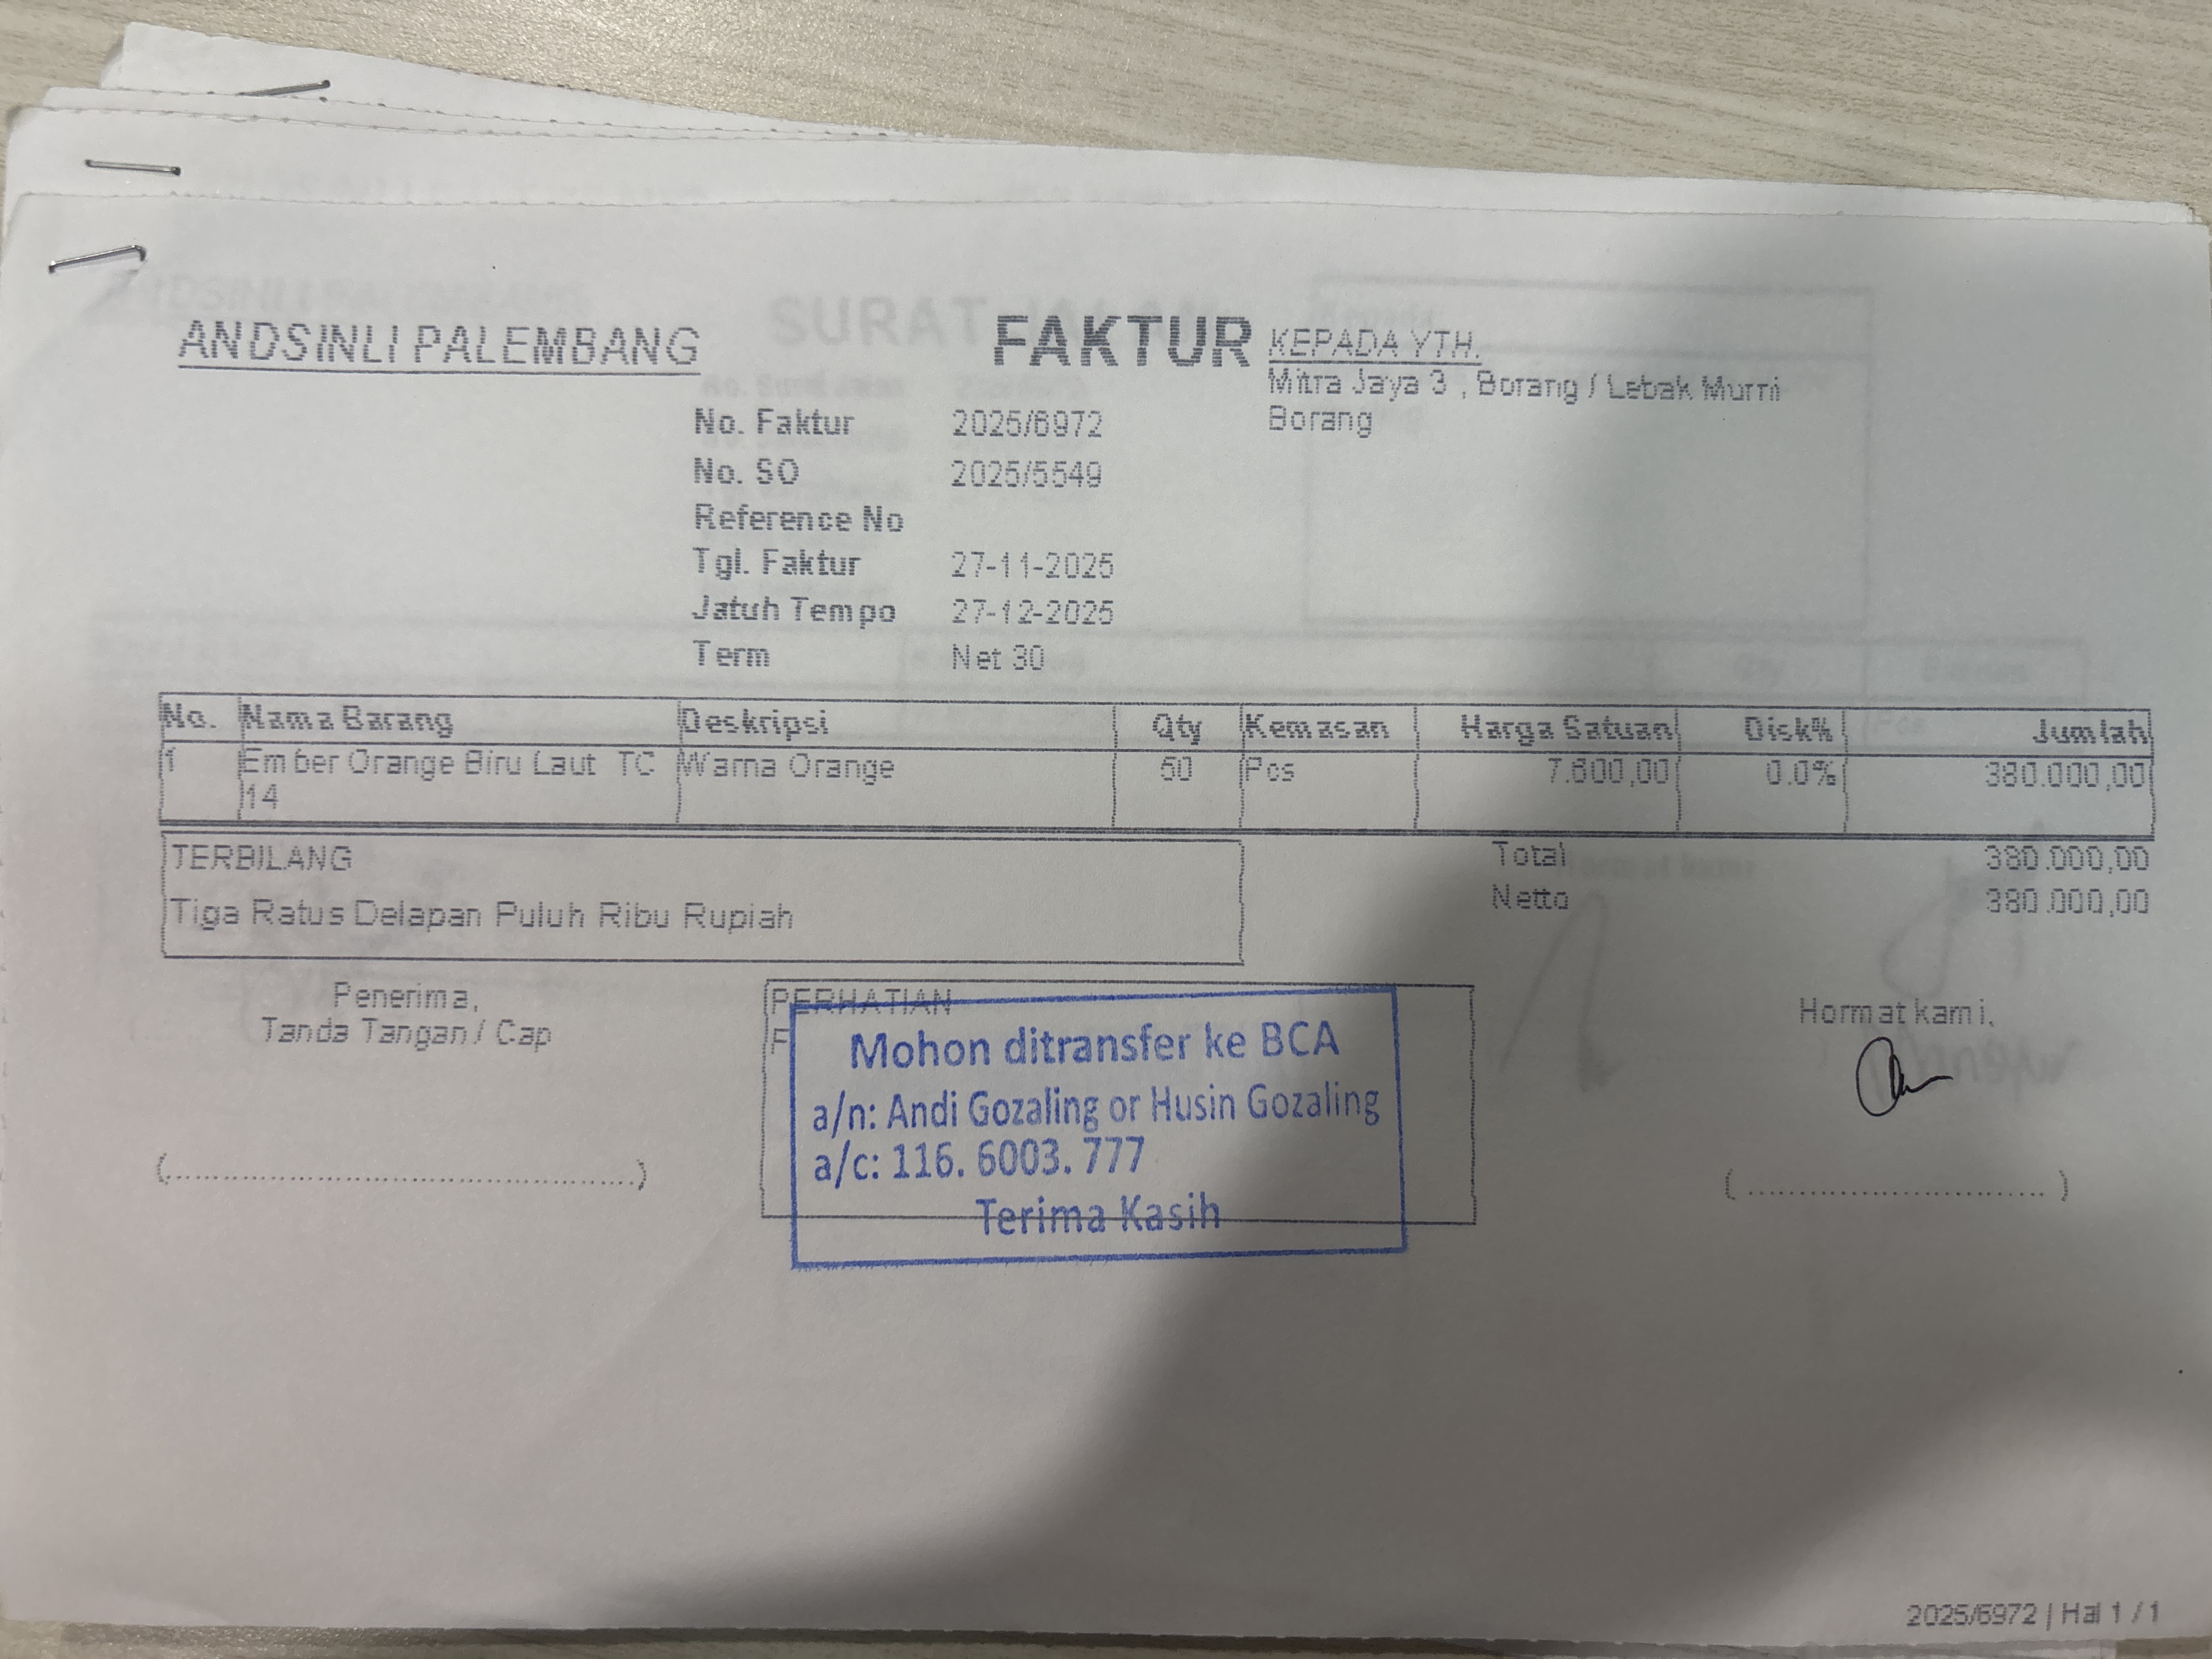 ANDSINLI PALEMBANG
FAKTUR
KEPADA YTH.
Mitra Jaya 3 , Borang / Lebak Murni
Borang
No. Faktur 2025/6972
No. SO 2025/5549
Reference No
Tgl. Faktur 27-11-2025
Jatuh Tempo 27-12-2025
Term Net 30
No. Nama Barang Deskripsi Qty Kemasan Harga Satuan Disk% Jumlah
1 Ember Orange Biru Laut TC Warna Orange 50 Pcs 7.600,00 0.0% 380.000,00
14
TERBILANG
Tiga Ratus Delapan Puluh Ribu Rupiah
Total 380.000,00
Netto 380.000,00
Penerima,
Tanda Tangan / Cap
PERHATIAN
Mohon ditransfer ke BCA
a/n: Andi Gozaling or Husin Gozaling
a/c: 116. 6003. 777
Terima Kasih
Hormat kami,
(................................................)
( ............................... )
2025/6972 | Hal 1 / 1
SURAT JALAN